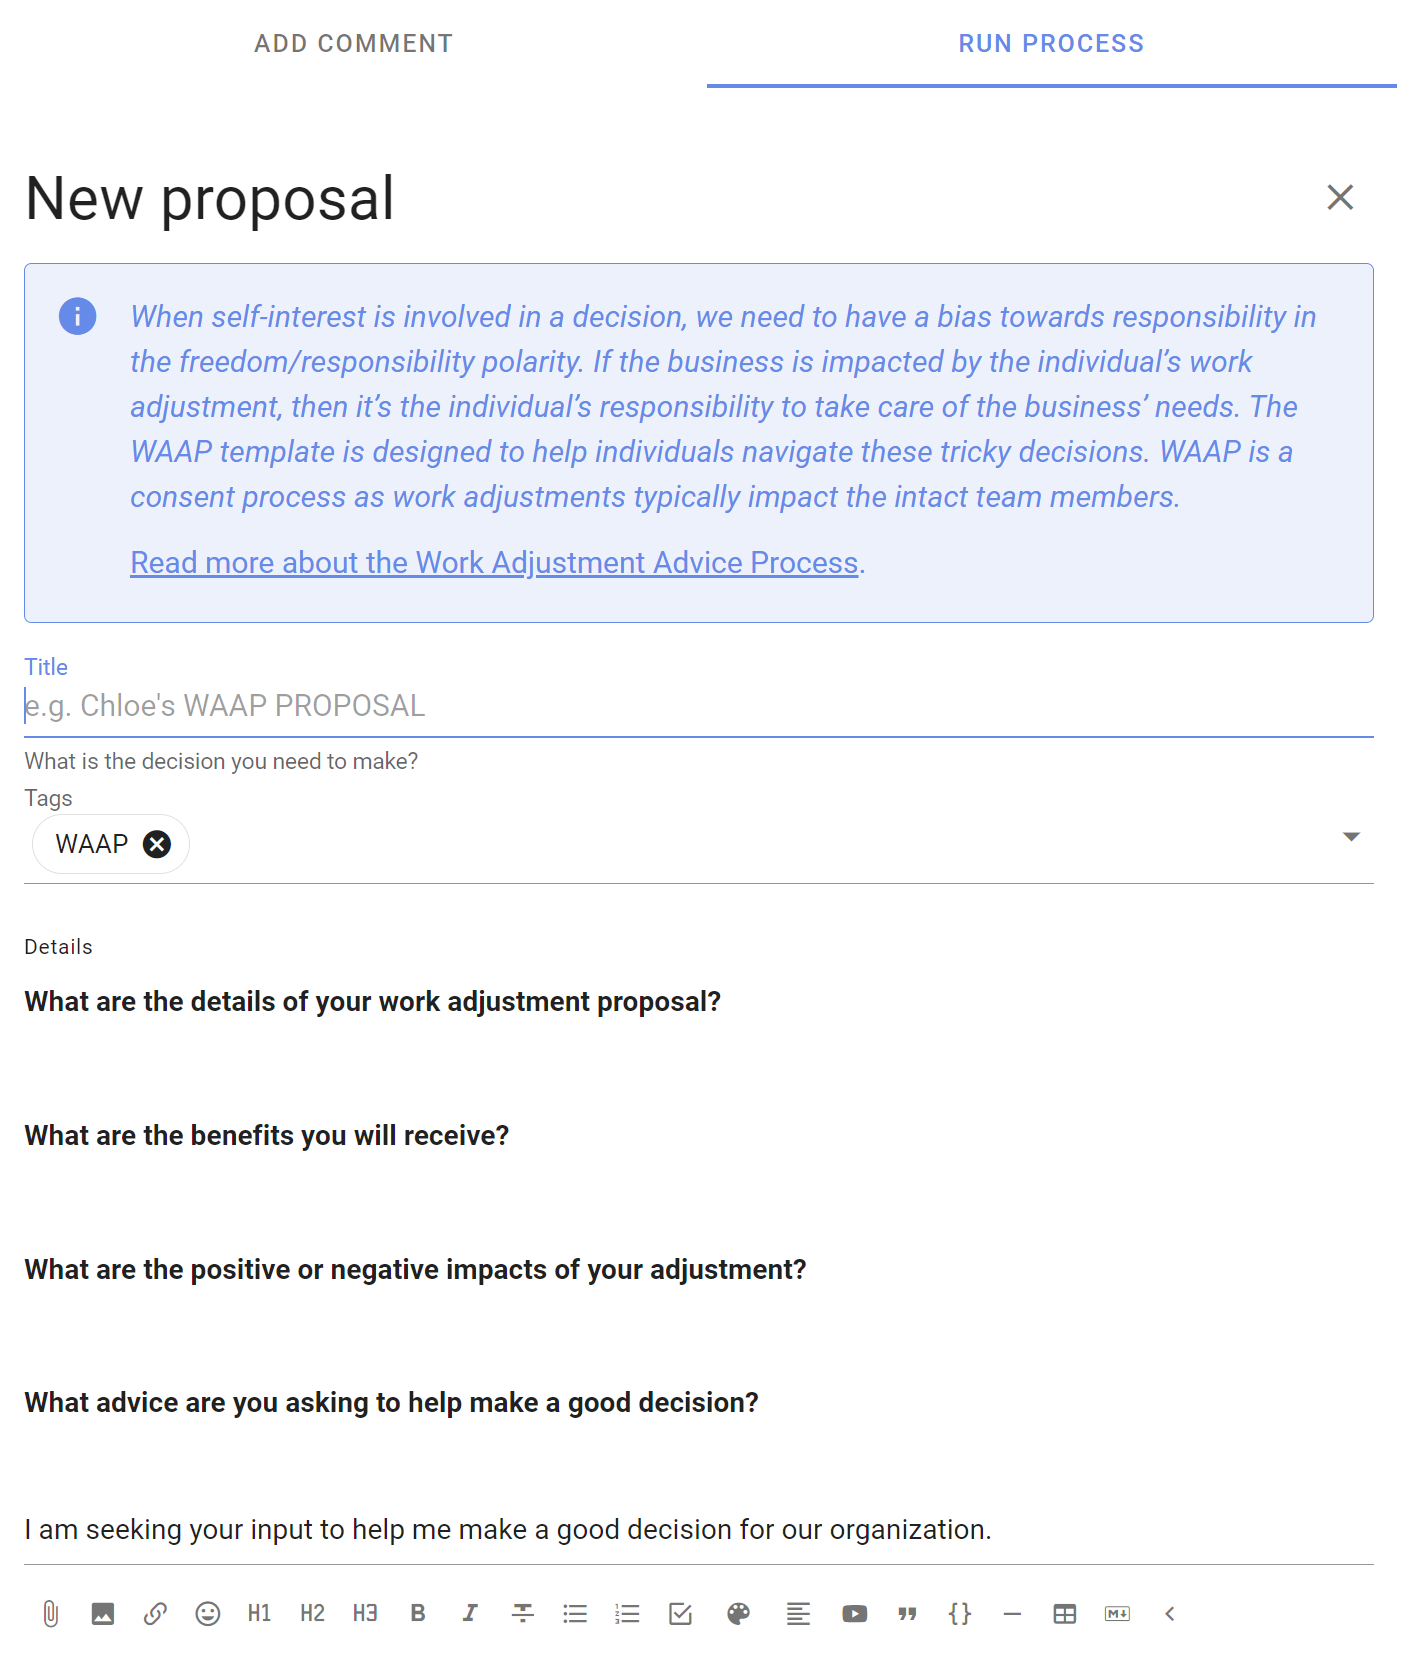 ADD COMMENT
RUN PROCESS
New proposal
When self-interest is involved in a decision, we need to have a bias towards responsibility in
the freedom/responsibility polarity. If the business is impacted by the individual’s work
adjustment, then it’s the individual’s responsibility to take care of the business’ needs. The
WAAP template is designed to help individuals navigate these tricky decisions. WAAP is a
consent process as work adjustments typically impact the intact team members.
Read more about the Work Adjustment Advice Process.
Title
e.g. Chloe's WAAP PROPOSAL
What is the decision you need to make?
Tags
WAAP
Details
What are the details of your work adjustment proposal?
What are the benefits you will receive?
What are the positive or negative impacts of your adjustment?
What advice are you asking to help make a good decision?
I am seeking your input to help me make a good decision for our organization.
H1 H2 H3 B I